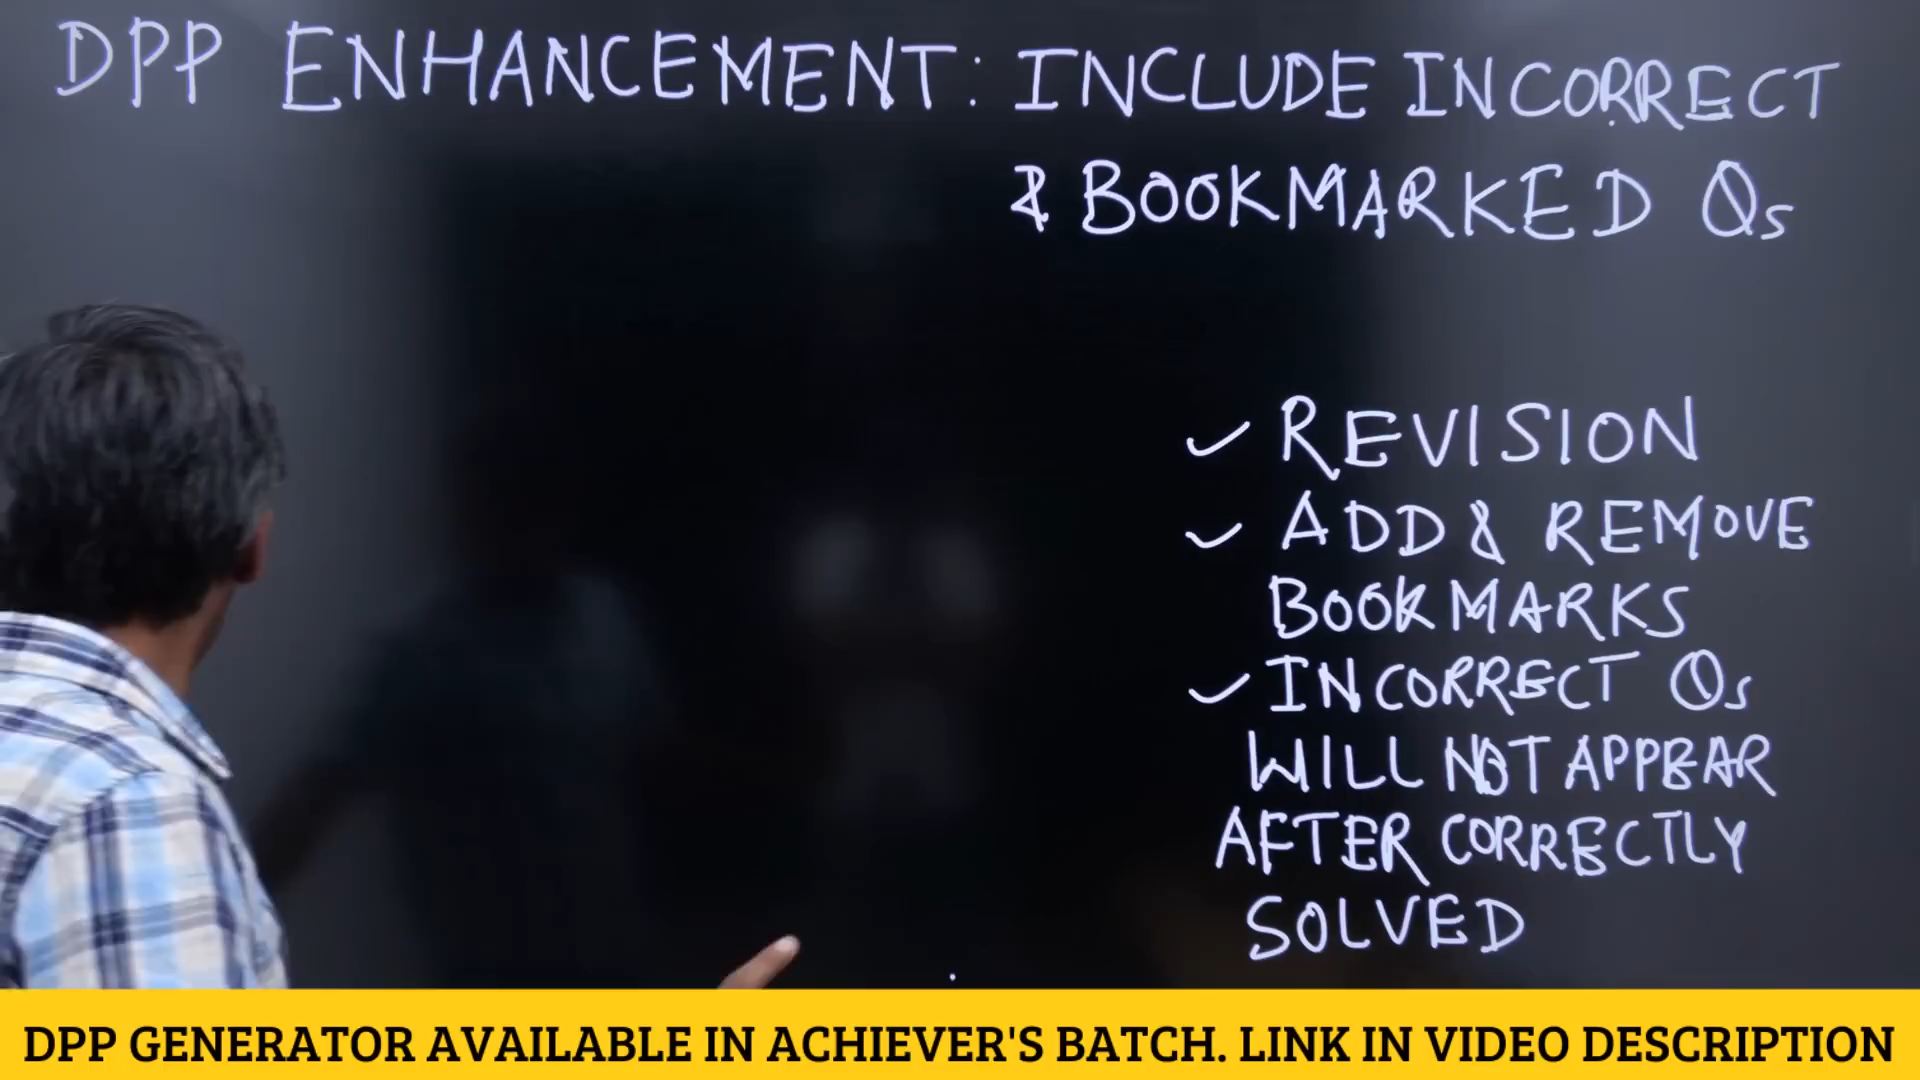 DPP ENHANCEMENT: INCLUDE INCORRECT
& BOOKMARKED Qs
✓ REVISION
✓ ADD & REMOVE
BOOKMARKS
✓ INCORRECT Qs
WILL NOT APPEAR
AFTER CORRECTLY
SOLVED
DPP GENERATOR AVAILABLE IN ACHIEVER'S BATCH. LINK IN VIDEO DESCRIPTION